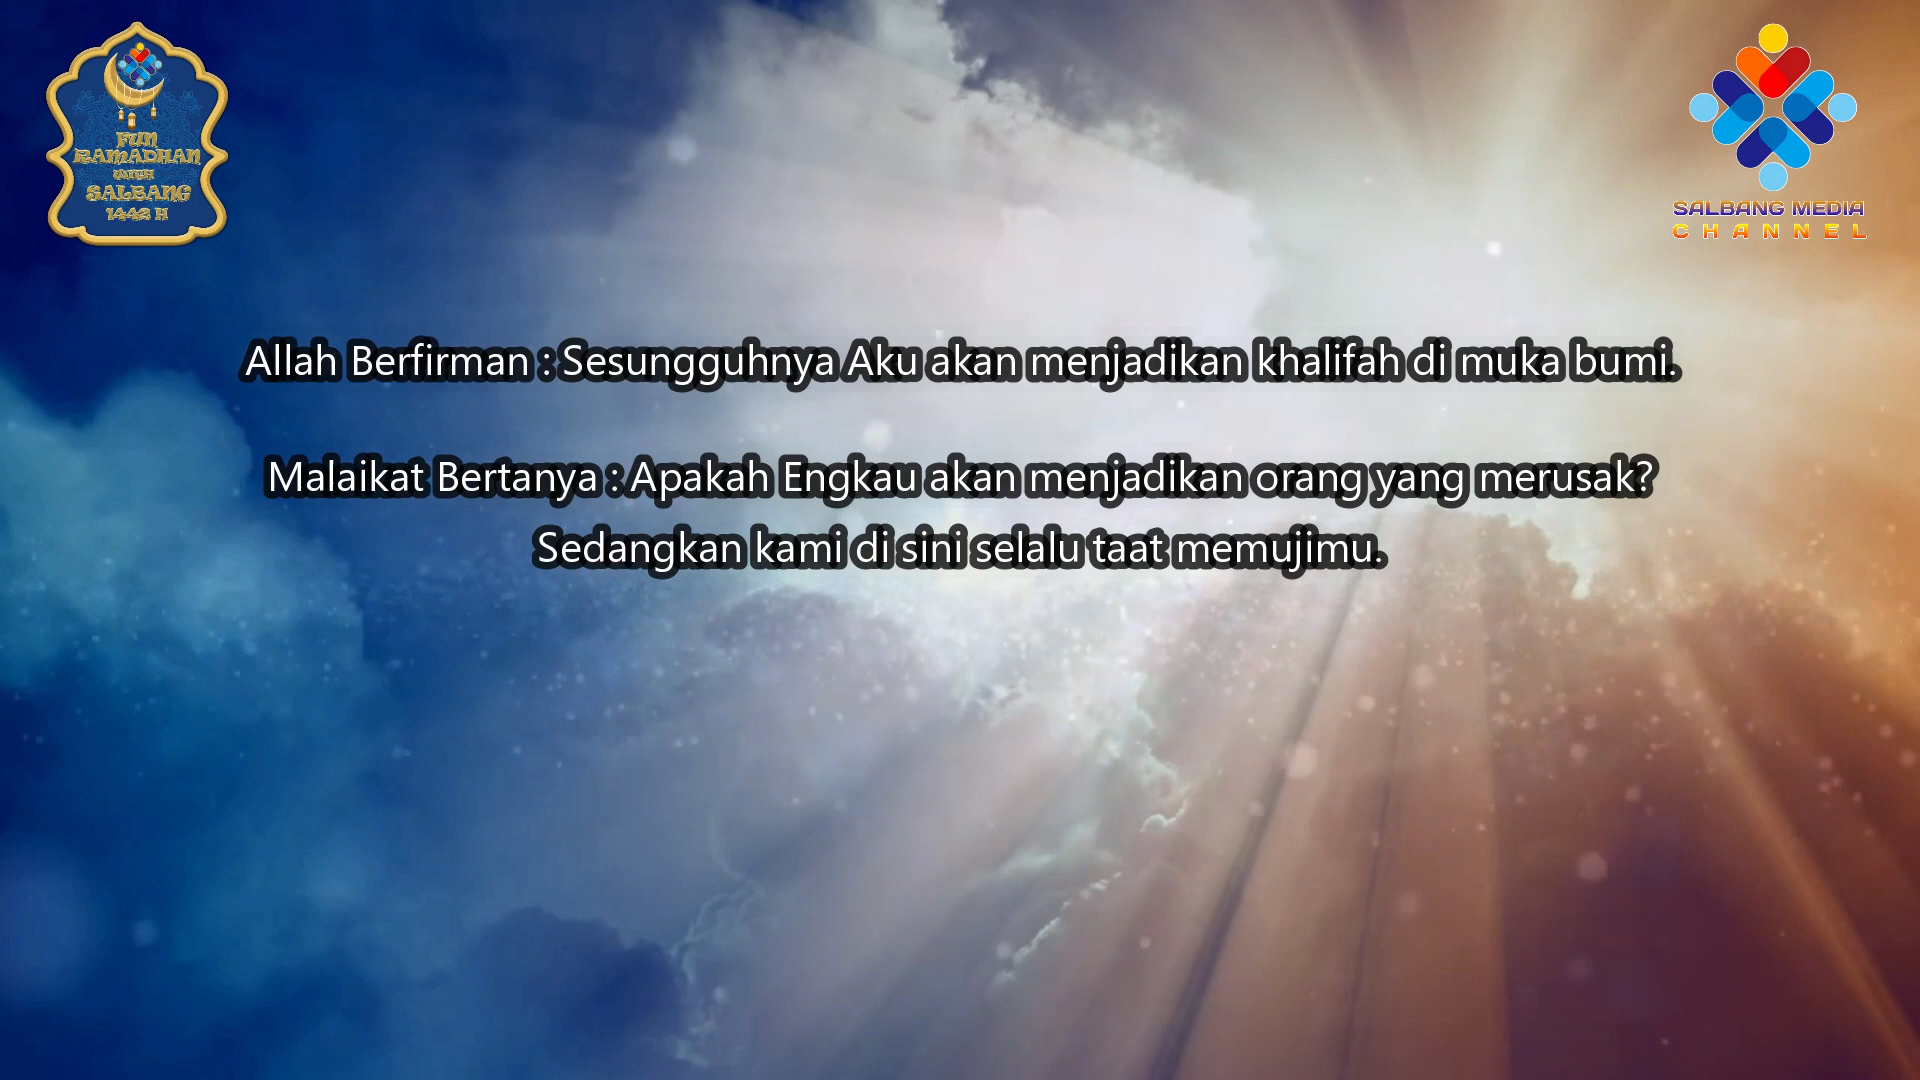 FUN
RAMADHAN
WITH
SALBANG
1442 H
SALBANG MEDIA
CHANNEL
Allah Berfirman : Sesungguhnya Aku akan menjadikan khalifah di muka bumi.
Malaikat Bertanya : Apakah Engkau akan menjadikan orang yang merusak?
Sedangkan kami di sini selalu taat memujimu.